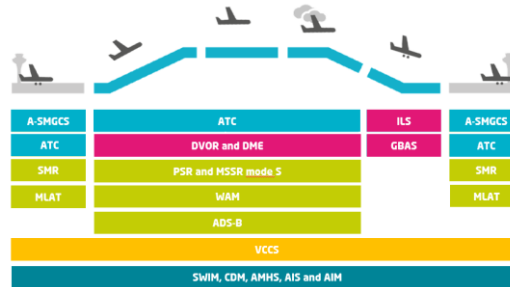 A-SMGCS ATC ILS A-SMGCS
ATC DVOR and DME GBAS ATC
SMR PSR and MSSR mode S SMR
MLAT WAM MLAT
ADS-B
VCCS
SWIM, CDM, AMHS, AIS and AIM